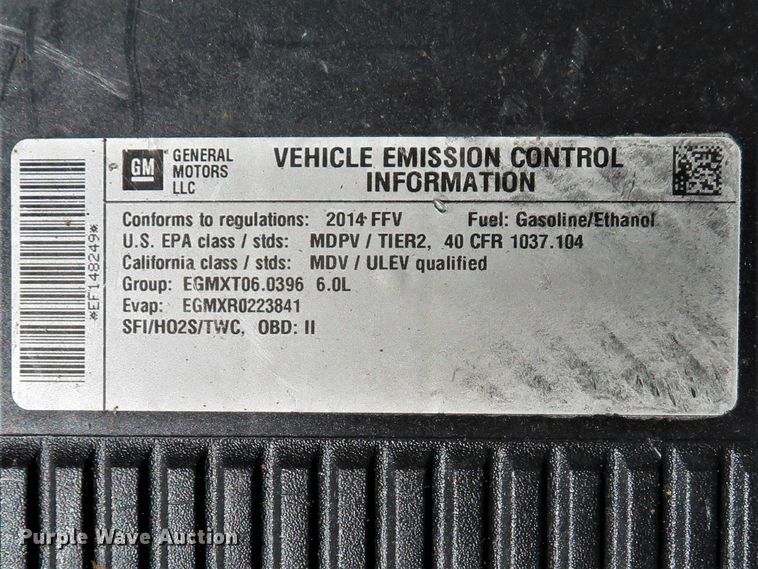 GM GENERAL MOTORS LLC
VEHICLE EMISSION CONTROL
INFORMATION
Conforms to regulations: 2014 FFV Fuel: Gasoline/Ethanol
U.S. EPA class / stds: MDPV / TIER2, 40 CFR 1037.104
California class / stds: MDV / ULEV qualified
Group: EGMXT06.0396 6.0L
Evap: EGMXR0223841
SFI/HO2S/TWC, OBD: II
*EF148249*
Purple Wave Auction